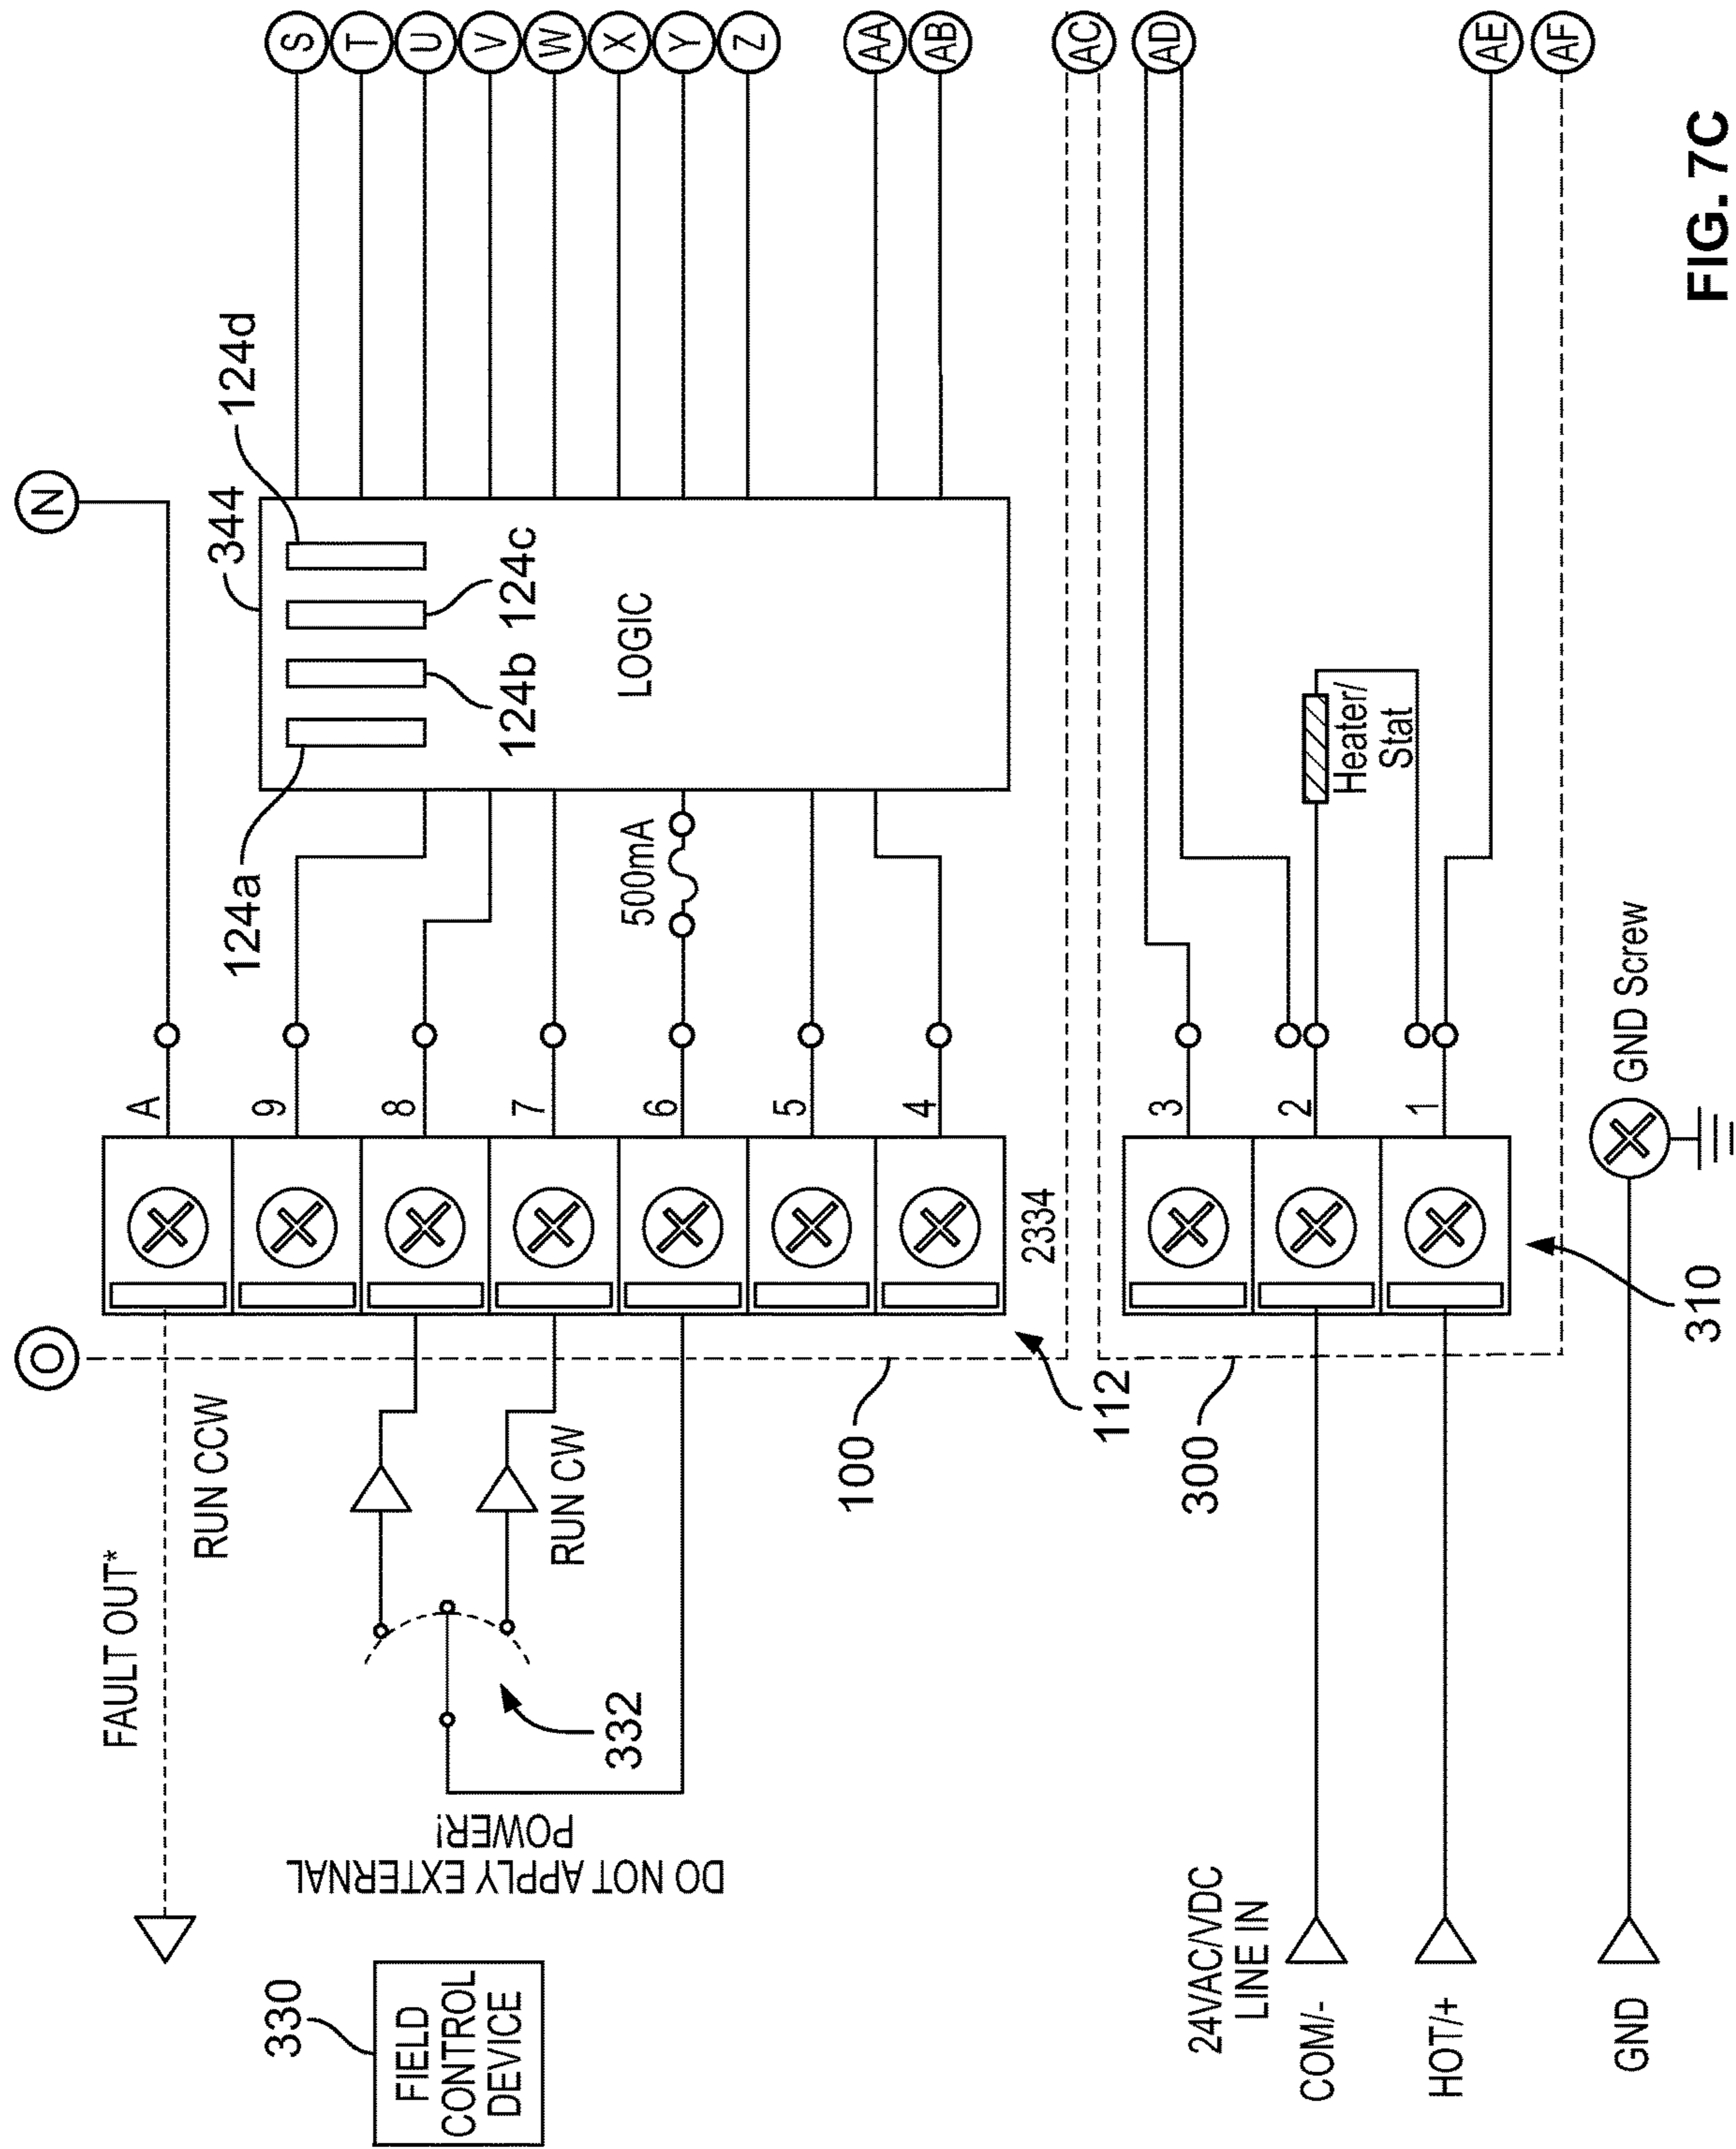 N
O
FAULT OUT*
RUN CCW
RUN CW
332
DO NOT APPLY EXTERNAL
POWER!
330
FIELD
CONTROL
DEVICE
A
9
8
7
6
5
4
2334
112
100
500mA
344
124a
124b
124c
124d
LOGIC
S
T
U
V
W
X
Y
Z
AA
AB
AC
AD
AE
AF
300
3
2
1
310
Heater/
Stat
24VAC/VDC
LINE IN
COM/-
HOT/+
GND
GND Screw
FIG. 7C